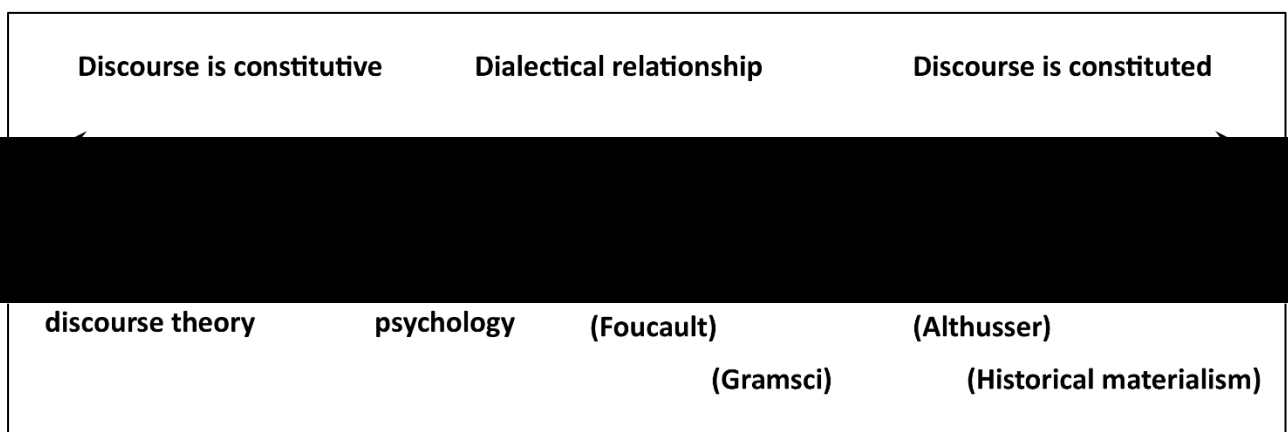 Discourse is constitutive Dialectical relationship Discourse is constituted
discourse theory psychology (Foucault) (Althusser)
(Gramsci) (Historical materialism)